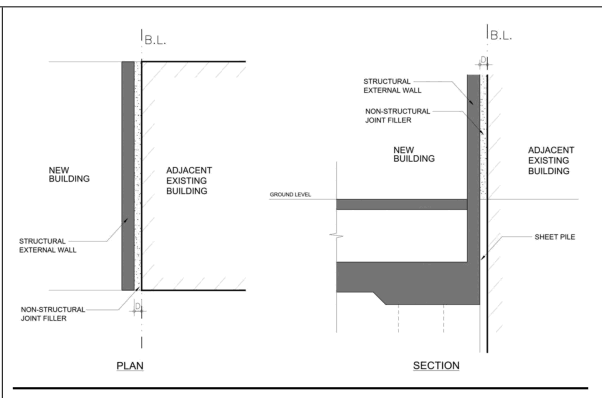 B.L.
NEW
BUILDING
ADJACENT
EXISTING
BUILDING
STRUCTURAL
EXTERNAL WALL
NON-STRUCTURAL
JOINT FILLER
D
PLAN
B.L.
D
STRUCTURAL
EXTERNAL WALL
NON-STRUCTURAL
JOINT FILLER
NEW
BUILDING
ADJACENT
EXISTING
BUILDING
GROUND LEVEL
SHEET PILE
SECTION